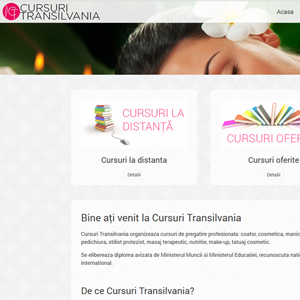 CURSURI
TRANSILVANIA
Acasa
CURSURI LA
DISTANȚĂ
CURSURI OFE
Cursuri la distanta
Cursuri oferite
Detalii
Detalii
Bine ați venit la Cursuri Transilvania
Cursuri Transilvania organizeaza cursuri de pregatire profesionala: coafor, cosmetica, manic
pedichiura, stilist protezist, masaj terapeutic, nutritie, make-up, tatuaj cosmetic.
Se elibereaza diploma avizata de Ministerul Muncii si Ministerul Educatiei, recunoscuta nati
international.
De ce Cursuri Transilvania?